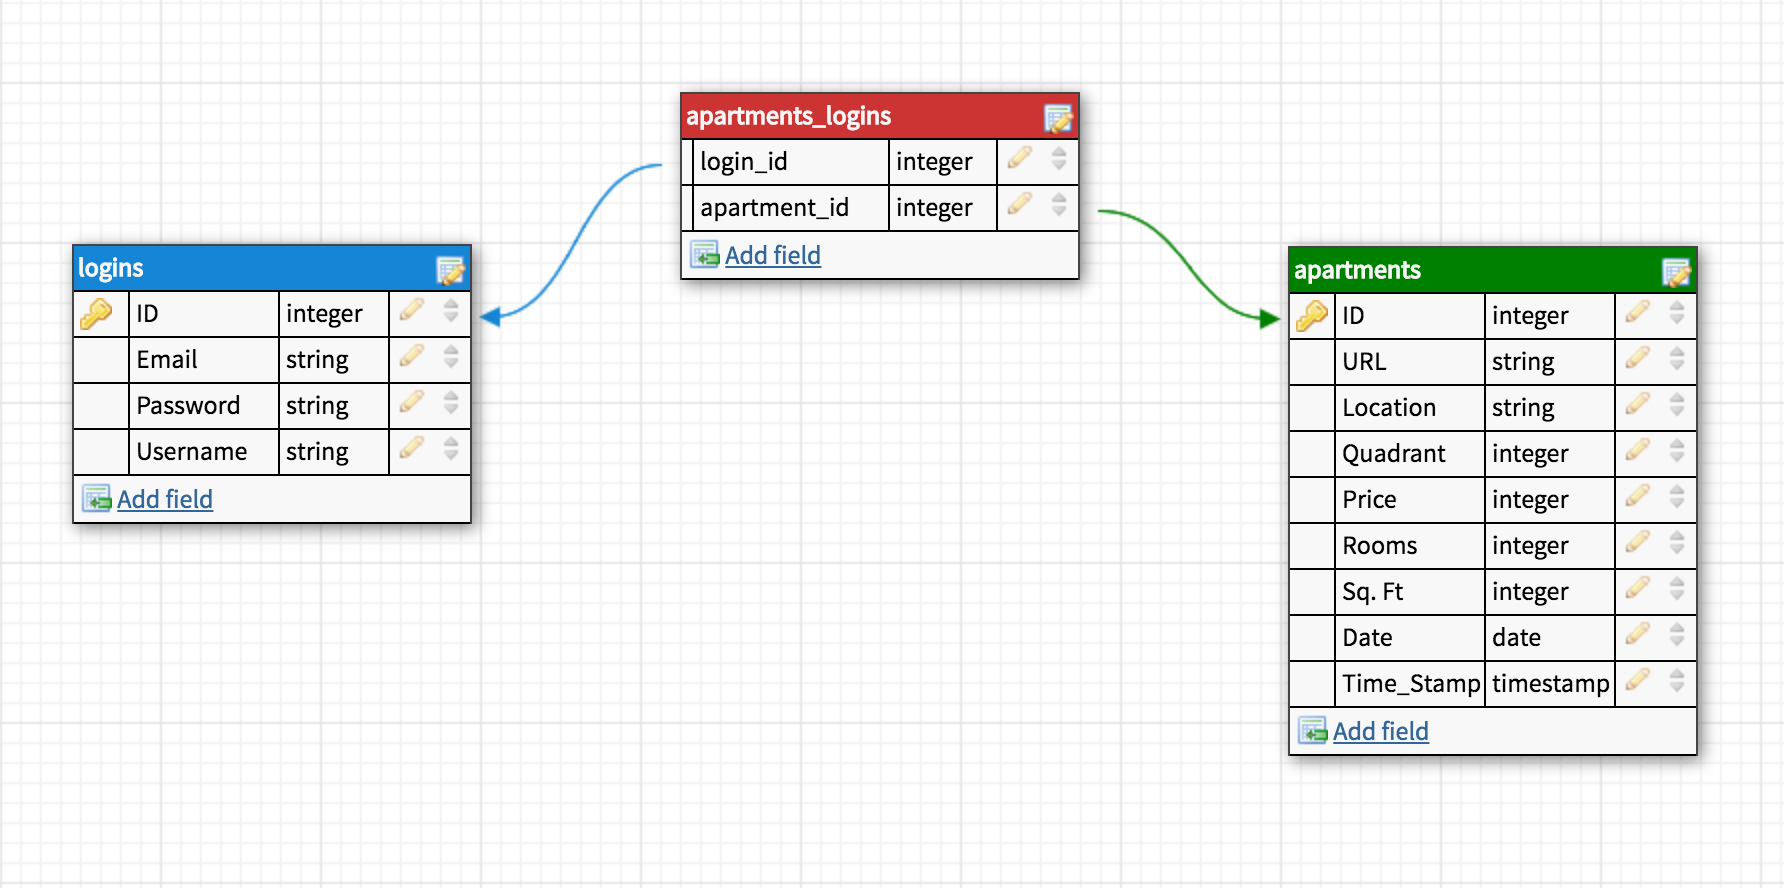 apartments_logins
login_id integer
apartment_id integer
Add field
logins
ID integer
Email string
Password string
Username string
Add field
apartments
ID integer
URL string
Location string
Quadrant integer
Price integer
Rooms integer
Sq. Ft integer
Date date
Time_Stamp timestamp
Add field